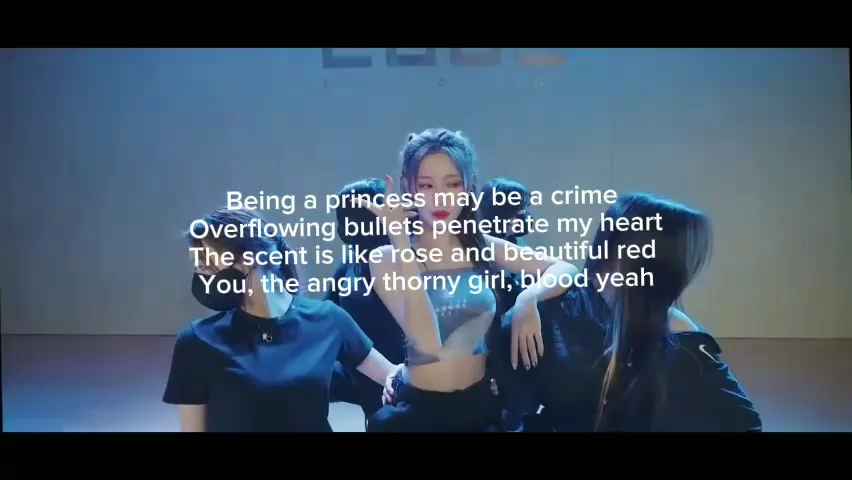 Being a princess may be a crime
Overflowing bullets penetrate my heart
The scent is like rose and beautiful red
You, the angry thorny girl, blood yeah